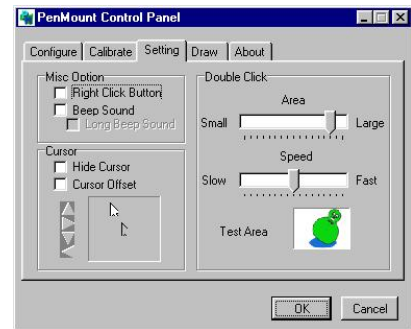 PenMount Control Panel
Configure Calibrate Setting Draw About
Misc Option
Right Click Button
Beep Sound
Long Beep Sound
Cursor
Hide Cursor
Cursor Offset
Double Click
Area
Small Large
Speed
Slow Fast
Test Area
OK Cancel